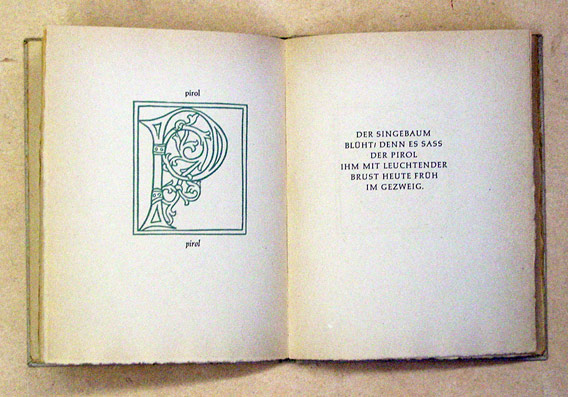 pirol
P
pirol
DER SINGEBAUM
BLÜHT/ DENN ES SASS
DER PIROL
IHM MIT LEUCHTENDER
BRUST HEUTE FRÜH
IM GEZWEIG.